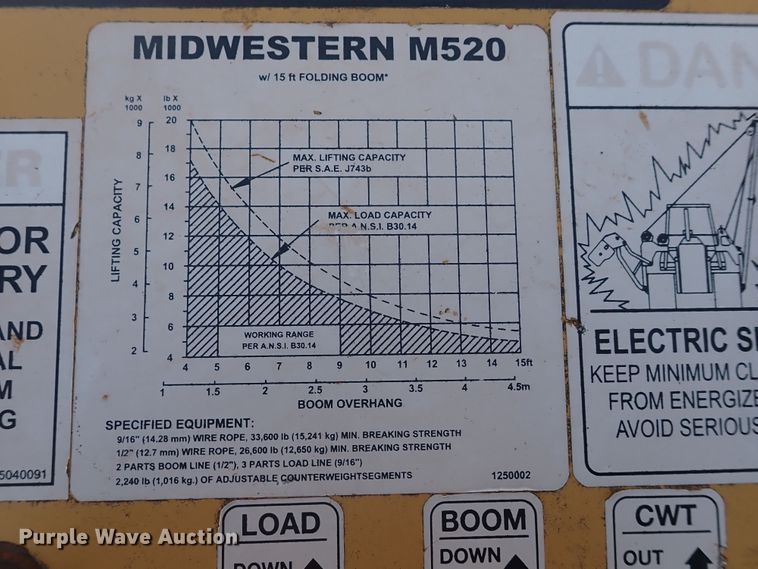 MIDWESTERN M520
w/ 15 ft FOLDING BOOM*
kg X
1000
lb X
1000
9
8
7
6
5
4
3
2
20
18
16
14
12
10
8
6
4
LIFTING CAPACITY
MAX. LIFTING CAPACITY
PER S.A.E. J743b
MAX. LOAD CAPACITY
PER A.N.S.I. B30.14
WORKING RANGE
PER A.N.S.I. B30.14
4 5 6 7 8 9 10 11 12 13 14 15ft
1 1.5 2 2.5 3 3.5 4 4.5m
BOOM OVERHANG
SPECIFIED EQUIPMENT:
9/16" (14.28 mm) WIRE ROPE, 33,600 lb (15,241 kg) MIN. BREAKING STRENGTH
1/2" (12.7 mm) WIRE ROPE, 26,600 lb (12,650 kg) MIN. BREAKING STRENGTH
2 PARTS BOOM LINE (1/2"), 3 PARTS LOAD LINE (9/16")
2,240 lb (1,016 kg.) OF ADJUSTABLE COUNTERWEIGHTSEGMENTS
1250002
ER
OR
RY
AND
AL
M
G
5040091
DAN
ELECTRIC S
KEEP MINIMUM CL
FROM ENERGIZE
AVOID SERIOUS
LOAD
DOWN
BOOM
DOWN
CWT
OUT
Purple Wave Auction